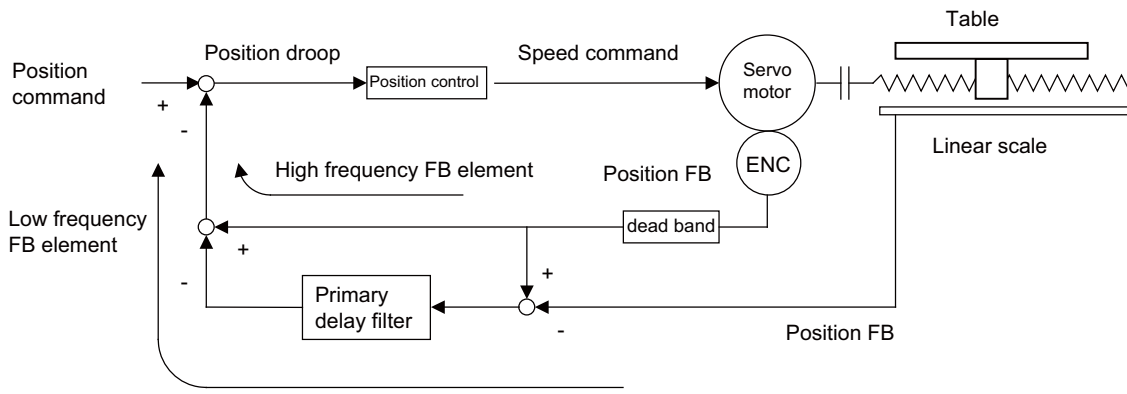 Table
Position droop
Speed command
Position
command
Position control
Servo
motor
+
-
Linear scale
High frequency FB element
Position FB
ENC
Low frequency
FB element
dead band
+
+
-
Primary
delay filter
-
Position FB